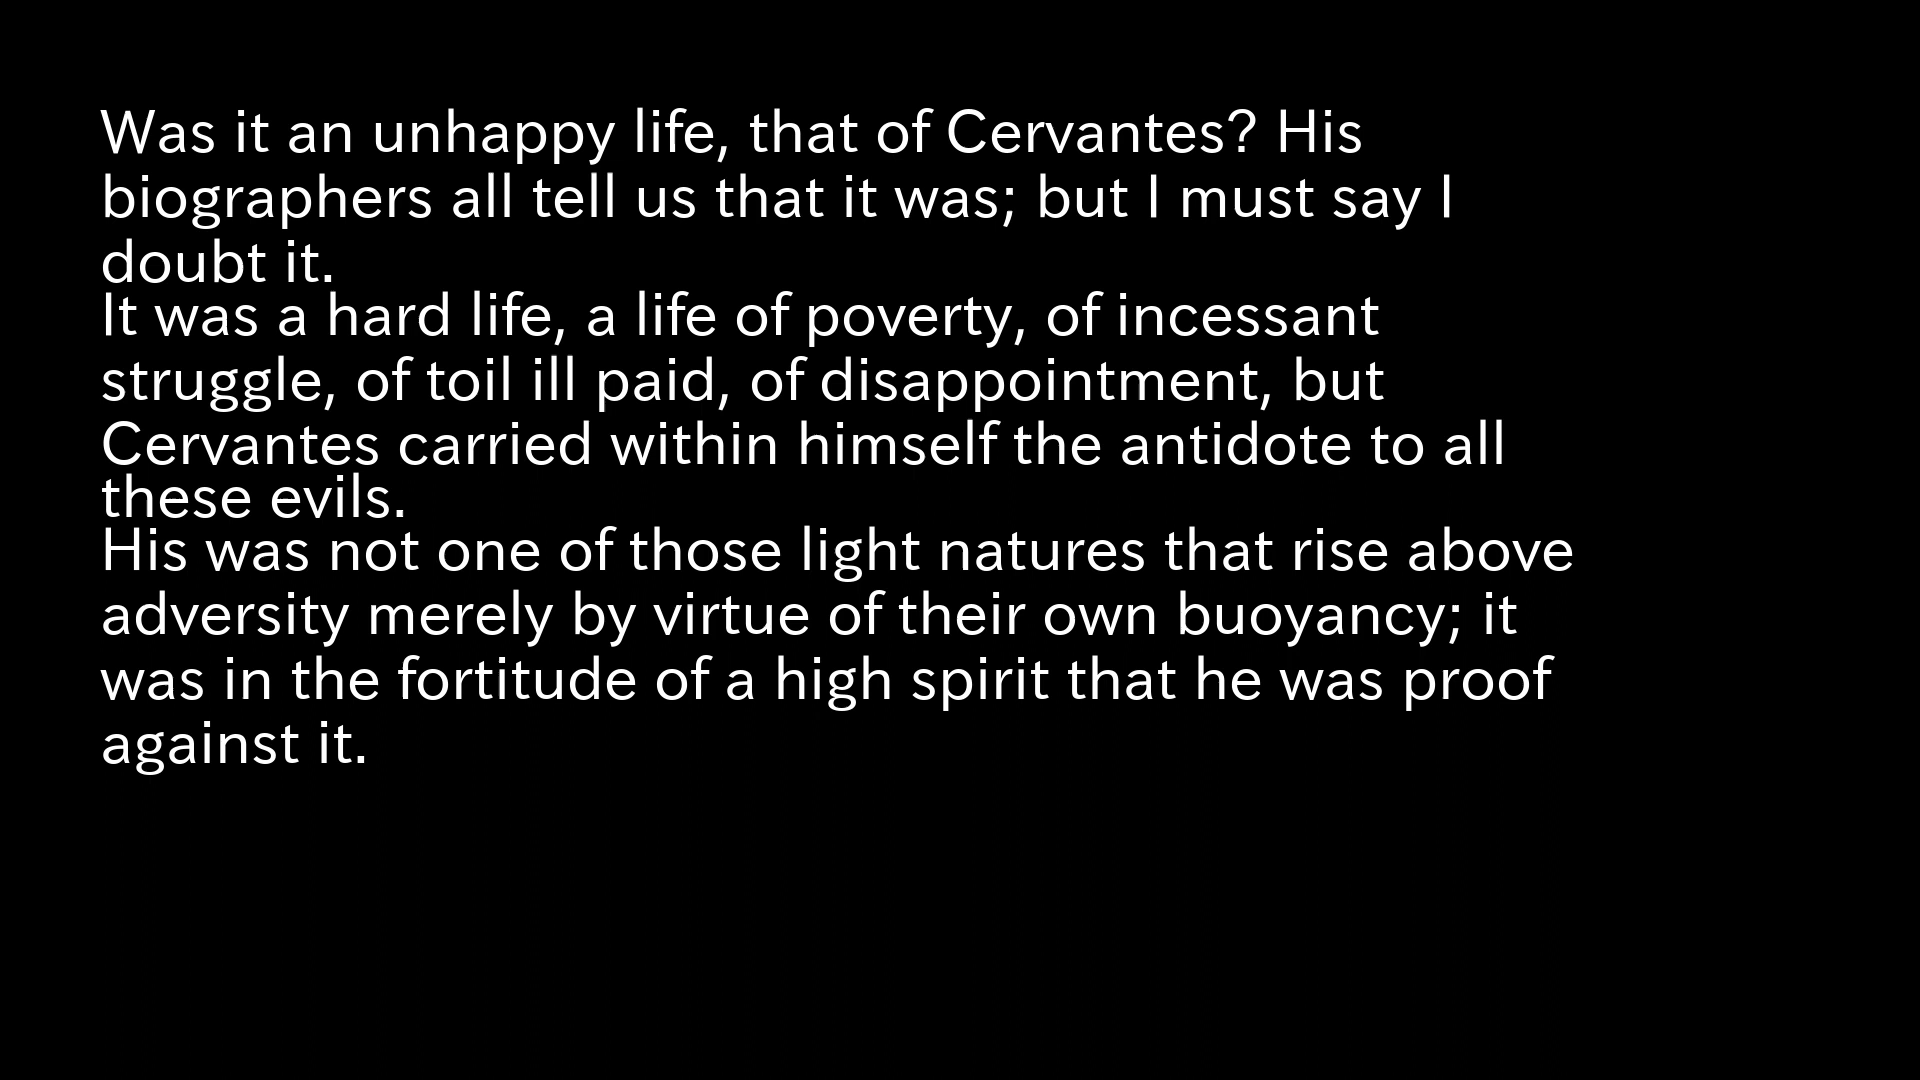 Was it an unhappy life, that of Cervantes? His
biographers all tell us that it was; but I must say I
doubt it.
It was a hard life, a life of poverty, of incessant
struggle, of toil ill paid, of disappointment, but
Cervantes carried within himself the antidote to all
these evils.
His was not one of those light natures that rise above
adversity merely by virtue of their own buoyancy; it
was in the fortitude of a high spirit that he was proof
against it.